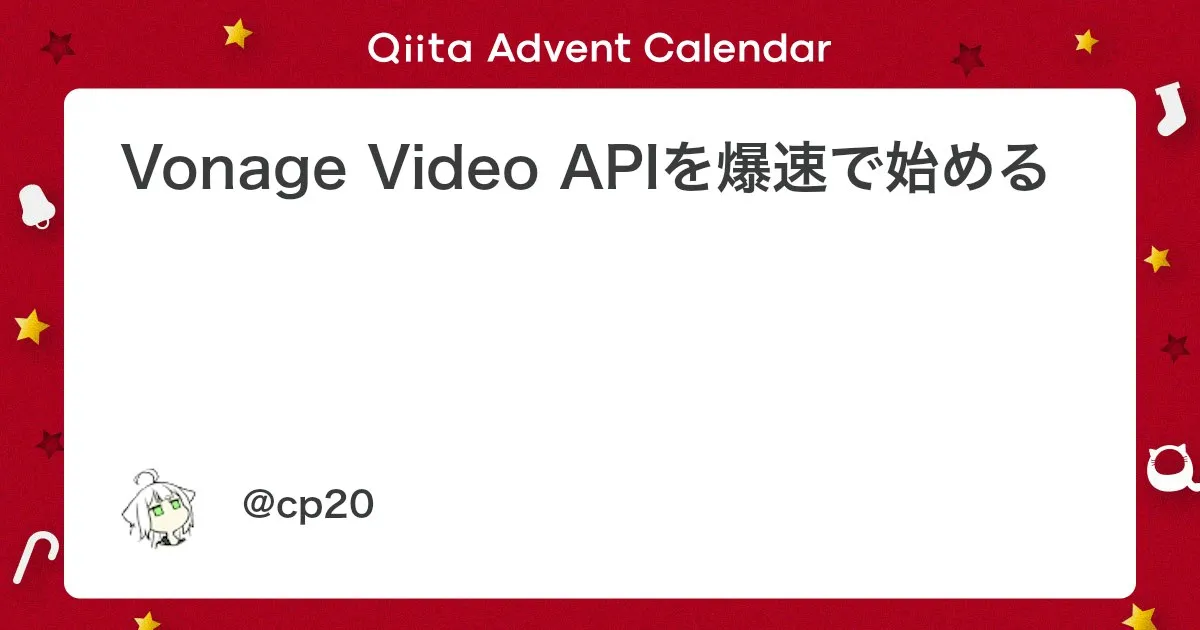 Qiita Advent Calendar
Vonage Video APIを爆速で始める
@cp20